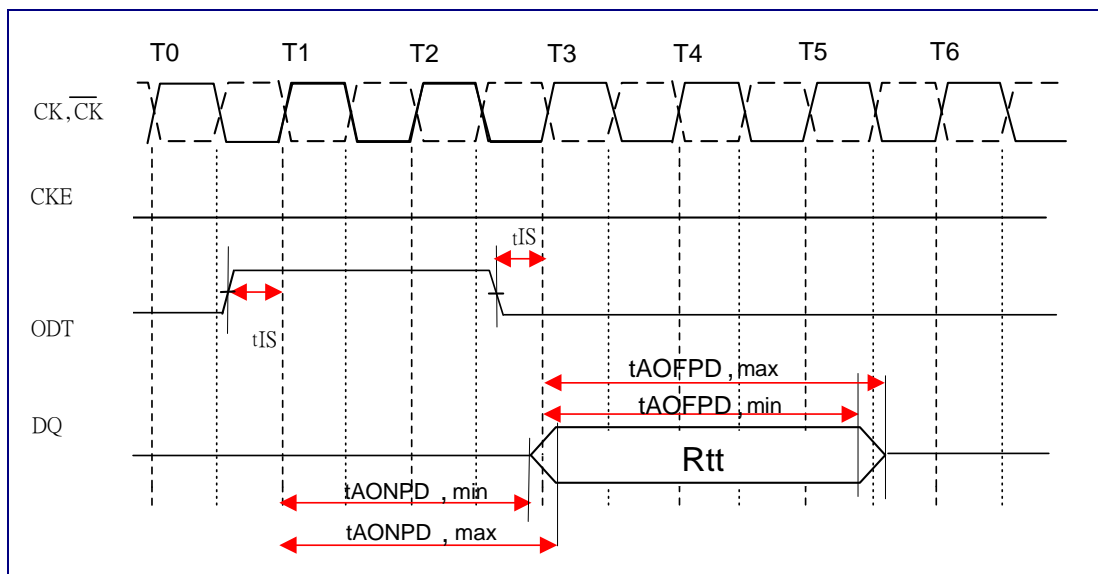 T0 T1 T2 T3 T4 T5 T6
CK, C̅K̅
CKE
tIS
ODT
tIS
tAOFPD , max
tAOFPD , min
DQ
Rtt
tAONPD , min
tAONPD , max